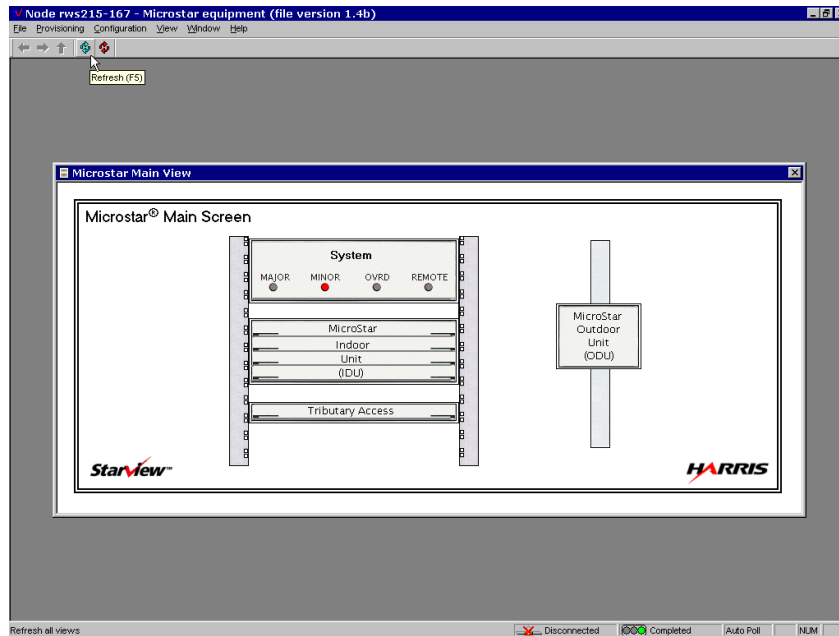 Node rws215-167 - Microstar equipment (file version 1.4b)
File Provisioning Configuration View Window Help
Refresh (F5)
Microstar Main View
Microstar® Main Screen
System
MAJOR MINOR OVRD REMOTE
MicroStar
Indoor
Unit
(IDU)
Tributary Access
MicroStar
Outdoor
Unit
(ODU)
Starview™
HARRIS
Refresh all views
Disconnected Completed Auto Poll NUM